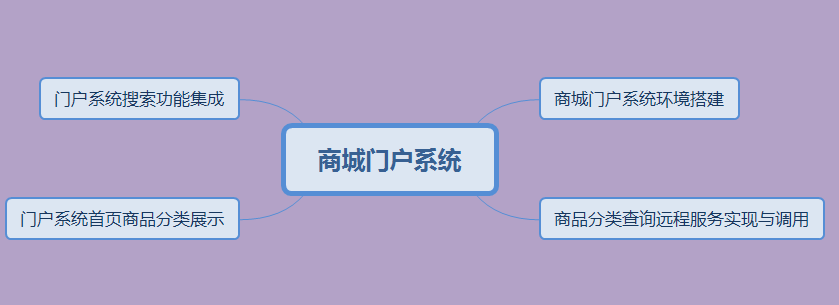 门户系统搜索功能集成
商城门户系统环境搭建
商城门户系统
门户系统首页商品分类展示
商品分类查询远程服务实现与调用